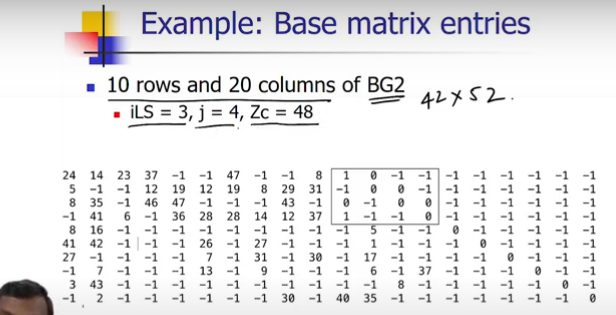 Example: Base matrix entries
10 rows and 20 columns of BG2
42 x 52.
iLS = 3, j = 4, Zc = 48
24 14 23 37 -1 -1 47 -1 -1 8 1 0 -1 -1 -1 -1 -1 -1 -1 -1
5 -1 -1 12 19 12 19 8 29 31 -1 0 0 -1 -1 -1 -1 -1 -1 -1
8 35 -1 46 47 -1 -1 -1 43 -1 0 -1 0 0 -1 -1 -1 -1 -1 -1
-1 41 6 -1 36 28 28 14 12 37 1 -1 -1 0 -1 -1 -1 -1 -1 -1
8 16 -1 -1 -1 -1 -1 -1 -1 -1 -1 5 -1 -1 0 -1 -1 -1 -1 -1
41 42 -1 -1 -1 26 -1 27 -1 -1 -1 1 -1 -1 -1 0 -1 -1 -1 -1
27 -1 -1 -1 -1 7 -1 31 -1 30 -1 17 -1 -1 -1 -1 0 -1 -1 -1
-1 7 -1 -1 -1 13 -1 9 -1 -1 -1 6 -1 37 -1 -1 -1 0 -1 -1
3 43 -1 -1 -1 -1 -1 -1 -1 -1 -1 -1 8 -1 -1 -1 -1 -1 0 -1
-1 2 -1 -1 -1 -1 -1 -1 30 -1 40 35 -1 -1 -1 -1 -1 -1 -1 0